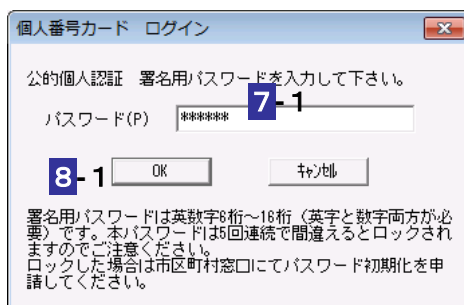 個人番号カード ログイン
公的個人認証 署名用パスワードを入力して下さい。
パスワード(P) ******
7-1
8-1 OK ｷｬﾝｾﾙ
署名用パスワードは英数字6桁～16桁（英字と数字両方が必
要）です。本パスワードは5回連続で間違えるとロックされ
ますのでご注意ください。
ロックした場合は市区町村窓口にてパスワード初期化を申
請してください。